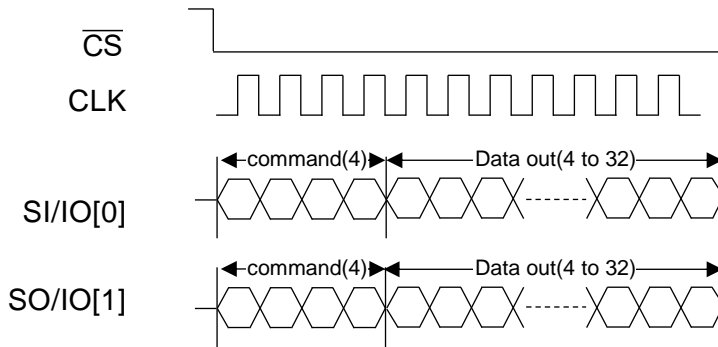 CS
CLK
command(4) Data out(4 to 32)
SI/IO[0]
command(4) Data out(4 to 32)
SO/IO[1]